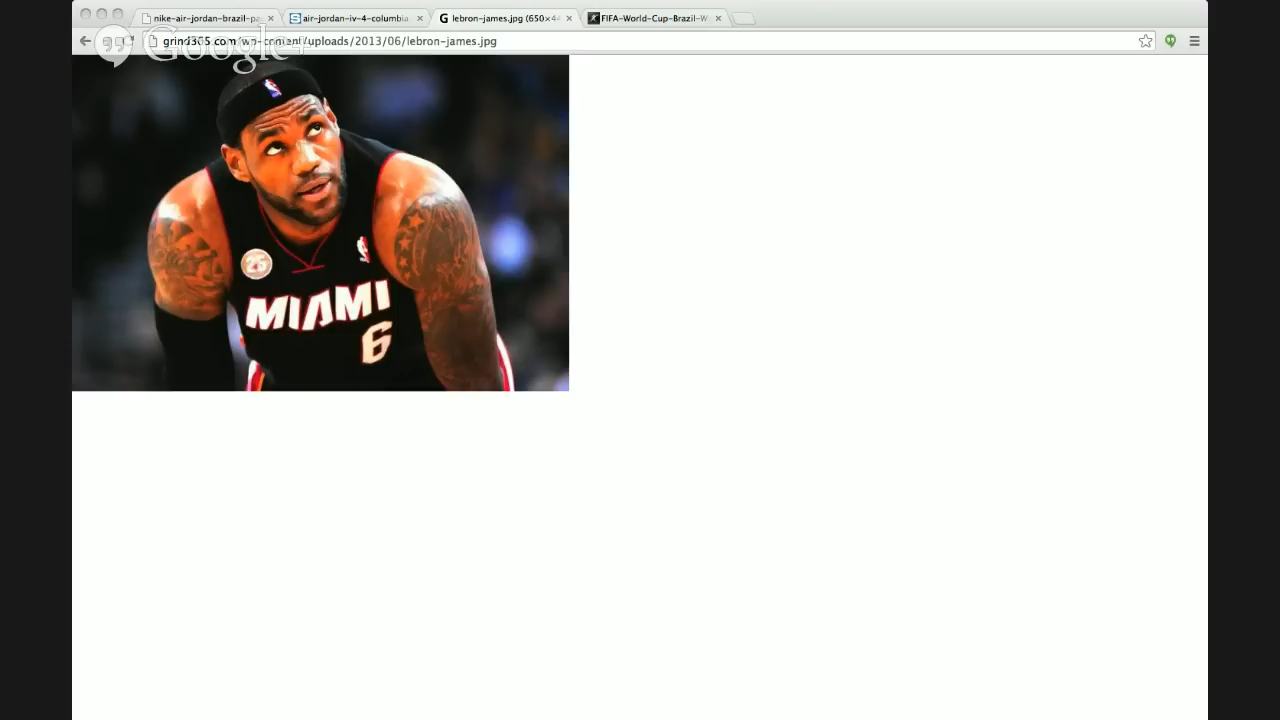 nike-air-jordan-brazil-pa
air-jordan-iv-4-columbia
lebron-james.jpg (650×4
FIFA-World-Cup-Brazil-W
grind365.com/wp-content/uploads/2013/06/lebron-james.jpg
Google+
25
MIAMI
6